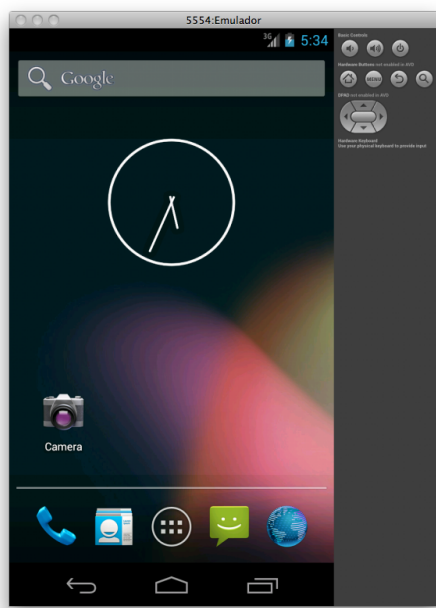 5554:Emulador
3G 5:34
Google
Camera
Basic Controls
Hardware Buttons not enabled in AVD
MENU
DPAD not enabled in AVD
Hardware Keyboard
Use your physical keyboard to provide input